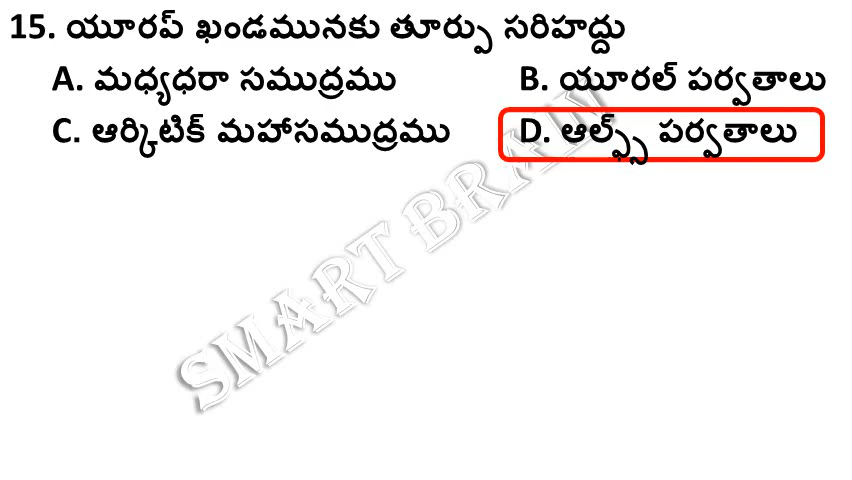 15. యూరప్ ఖండమునకు తూర్పు సరిహద్దు
A. మధ్యధరా సముద్రము B. యూరల్ పర్వతాలు
C. ఆర్కిటిక్ మహాసముద్రము D. ఆల్ఫ్స్ పర్వతాలు
SMART BRAIN